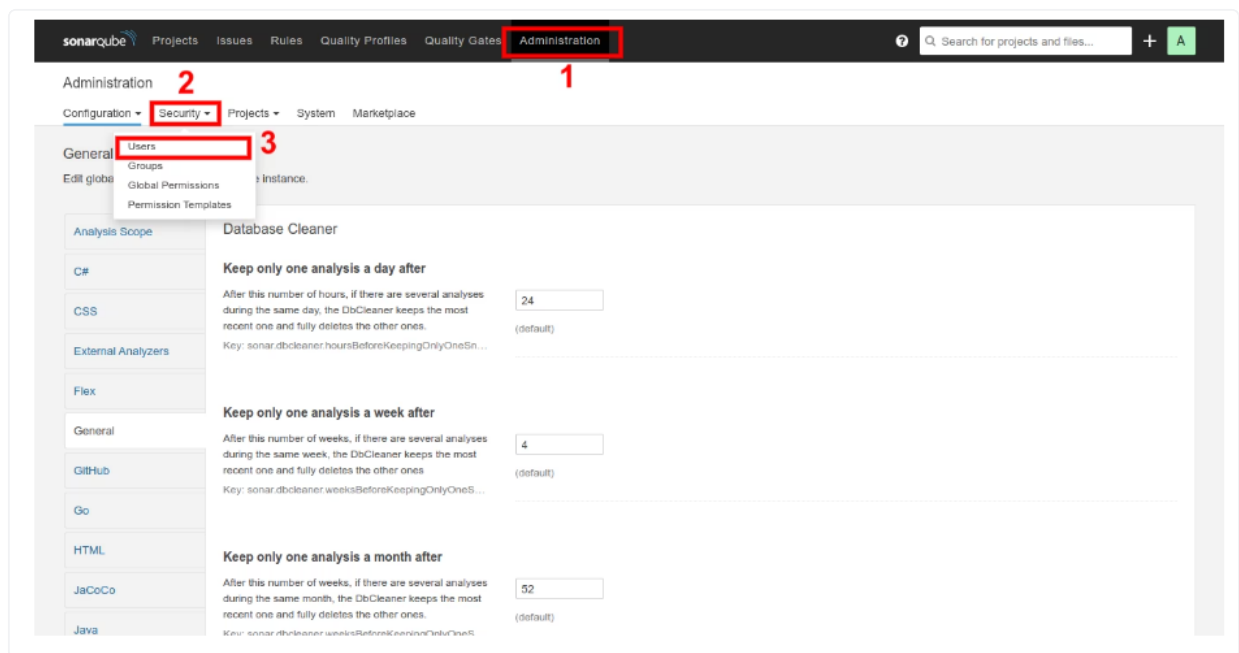 sonarqube Projects Issues Rules Quality Profiles Quality Gates Administration ? Search for projects and files... + A
1
Administration
2
Configuration Security Projects System Marketplace
Users
3
General
Groups
Edit globa
Global Permissions
instance.
Permission Templates
Analysis Scope
C#
CSS
External Analyzers
Flex
General
GitHub
Go
HTML
JaCoCo
Java
Database Cleaner
Keep only one analysis a day after
After this number of hours, if there are several analyses
during the same day, the DbCleaner keeps the most
recent one and fully deletes the other ones.
Key: sonar.dbcleaner.hoursBeforeKeepingOnlyOneSn...
24
(default)
Keep only one analysis a week after
After this number of weeks, if there are several analyses
during the same week, the DbCleaner keeps the most
recent one and fully deletes the other ones
Key: sonar.dbcleaner.weeksBeforeKeepingOnlyOneS...
4
(default)
Keep only one analysis a month after
After this number of weeks, if there are several analyses
during the same month, the DbCleaner keeps the most
recent one and fully deletes the other ones.
Key: sonar.dbcleaner.weeksBeforeKeepingOnlyOneS
52
(default)